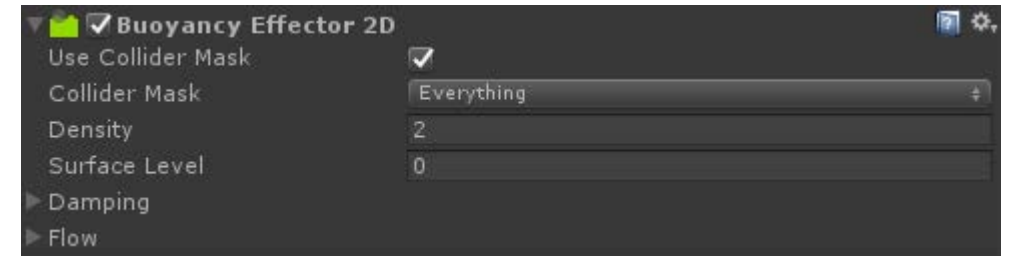 Buoyancy Effector 2D
Use Collider Mask
Collider Mask Everything
Density 2
Surface Level 0
Damping
Flow